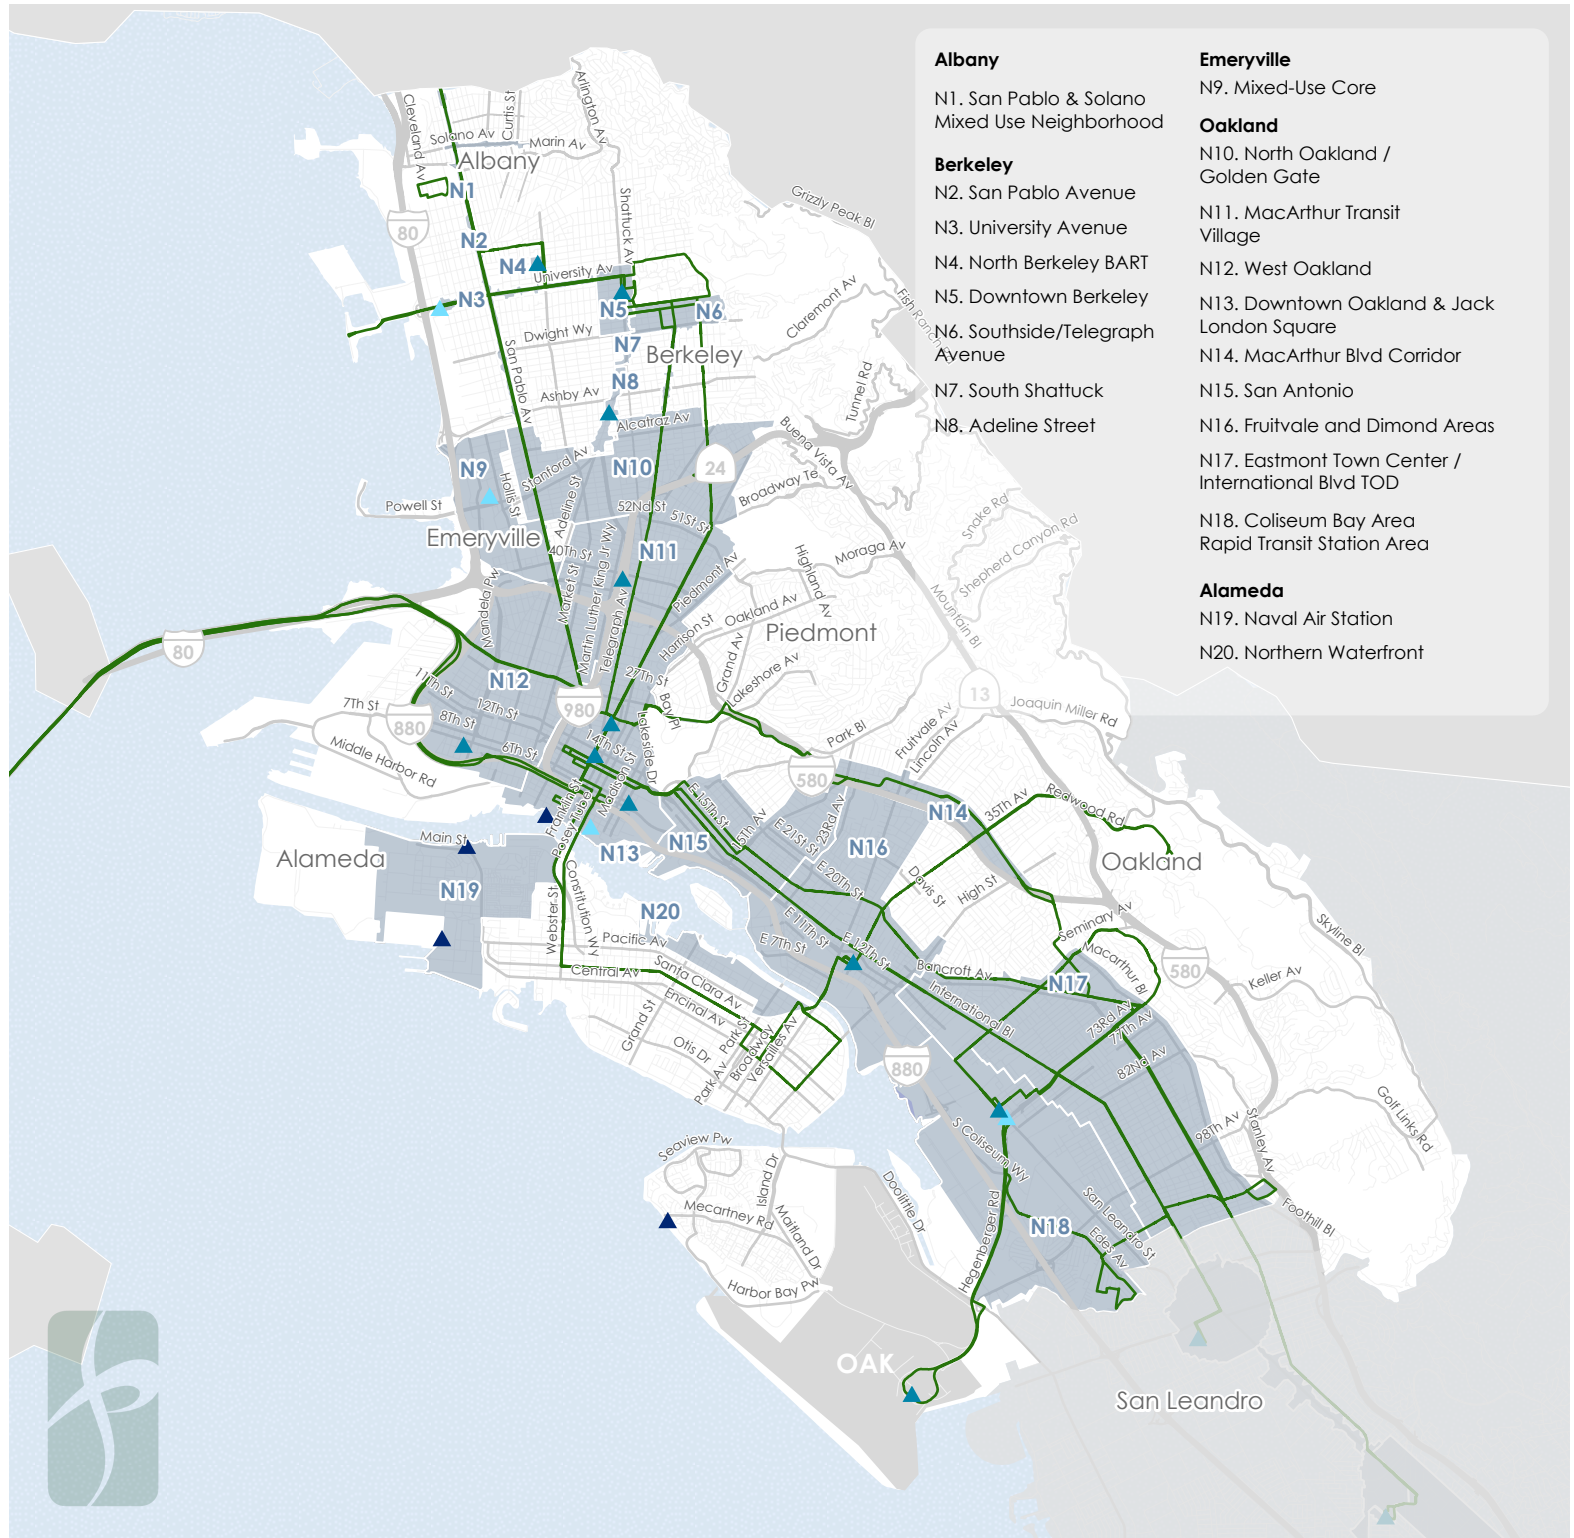 Albany
N1. San Pablo & Solano
Mixed Use Neighborhood
Berkeley
N2. San Pablo Avenue
N3. University Avenue
N4. North Berkeley BART
N5. Downtown Berkeley
N6. Southside/Telegraph
Avenue
N7. South Shattuck
N8. Adeline Street
Emeryville
N9. Mixed-Use Core
Oakland
N10. North Oakland /
Golden Gate
N11. MacArthur Transit
Village
N12. West Oakland
N13. Downtown Oakland & Jack
London Square
N14. MacArthur Blvd Corridor
N15. San Antonio
N16. Fruitvale and Dimond Areas
N17. Eastmont Town Center /
International Blvd TOD
N18. Coliseum Bay Area
Rapid Transit Station Area
Alameda
N19. Naval Air Station
N20. Northern Waterfront
Cleveland Av
Solano Av
Curtis St
Marin Av
Arlington Av
Albany
N1
80
N2
Shattuck Av
Grizzly Peak Bl
N4
University Av
N3
N5
N6
Claremont Av
Fish Ranch
Dwight Wy
N7
Berkeley
San Pablo Av
N8
Ashby Av
Tunnel Rd
Alcatraz Av
Buena Vista Av
N9
Stanford Av
N10
24
Hollis St
Broadway Te
Powell St
Adeline St
52Nd St
51St St
Snake Rd
Emeryville
40Th St
N11
Moraga Av
Shepherd Canyon Rd
Highland Av
Mandela Pw
Market St
Martin Luther King Jr Wy
Telegraph Av
Piedmont Av
Oakland Av
Mountain Bl
Harrison St
Piedmont
80
Grand Av
Lakeshore Av
27Th St
N12
11Th St
12Th St
980
Bay Pl
13
Joaquin Miller Rd
7Th St
880
8Th St
Lakeside Dr
Park Bl
Fruitvale Av
Lincoln Av
6Th St
14Th St
Middle Harbor Rd
Madison St
580
Franklin St
Posey Tube
E 15Th St
15Th Av
E 21St St
23Rd Av
N14
35Th Av
Redwood Rd
Main St
N13
N15
N16
Alameda
Oakland
N19
Webster St
Constitution Wy
E 20Th St
Davis St
High St
N20
E 11Th St
E 7Th St
E 12Th St
Seminary Av
Skyline Bl
Pacific Av
Macarthur Bl
580
Central Av
Santa Clara Av
Bancroft Av
N17
Keller Av
Encinal Av
International Bl
Grand St
Otis Dr
Park St
Broadway
Versailles Av
Park Av
73Rd Av
77Th Av
82Nd Av
880
Golf Links Rd
98Th Av
Stanley Av
Seaview Pw
S Coliseum Wy
Island Dr
Doolittle Dr
Mecartney Rd
Maitland Dr
San Leandro St
Foothill Bl
N18
Edes Av
Hegenberger Rd
Harbor Bay Pw
OAK
San Leandro